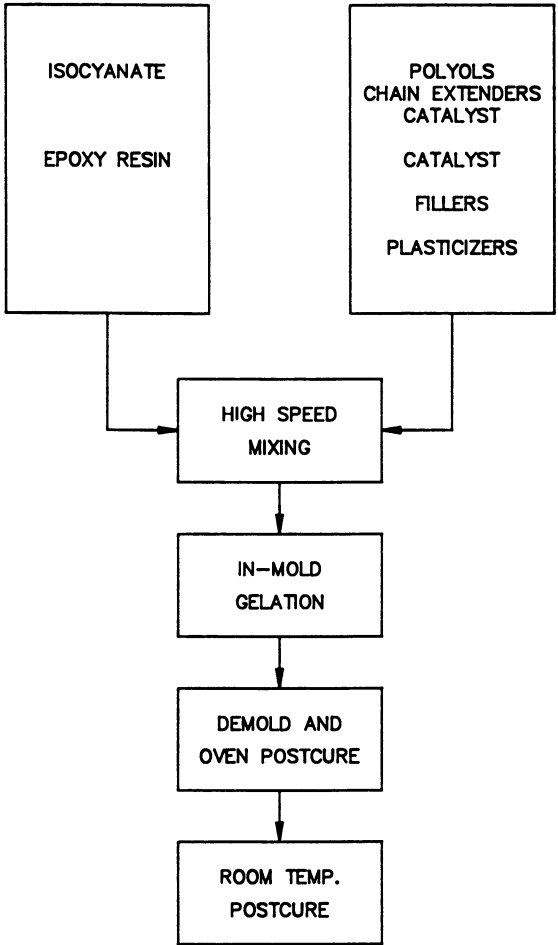 ISOCYANATE
EPOXY RESIN
POLYOLS
CHAIN EXTENDERS
CATALYST
CATALYST
FILLERS
PLASTICIZERS
HIGH SPEED
MIXING
IN-MOLD
GELATION
DEMOLD AND
OVEN POSTCURE
ROOM TEMP.
POSTCURE